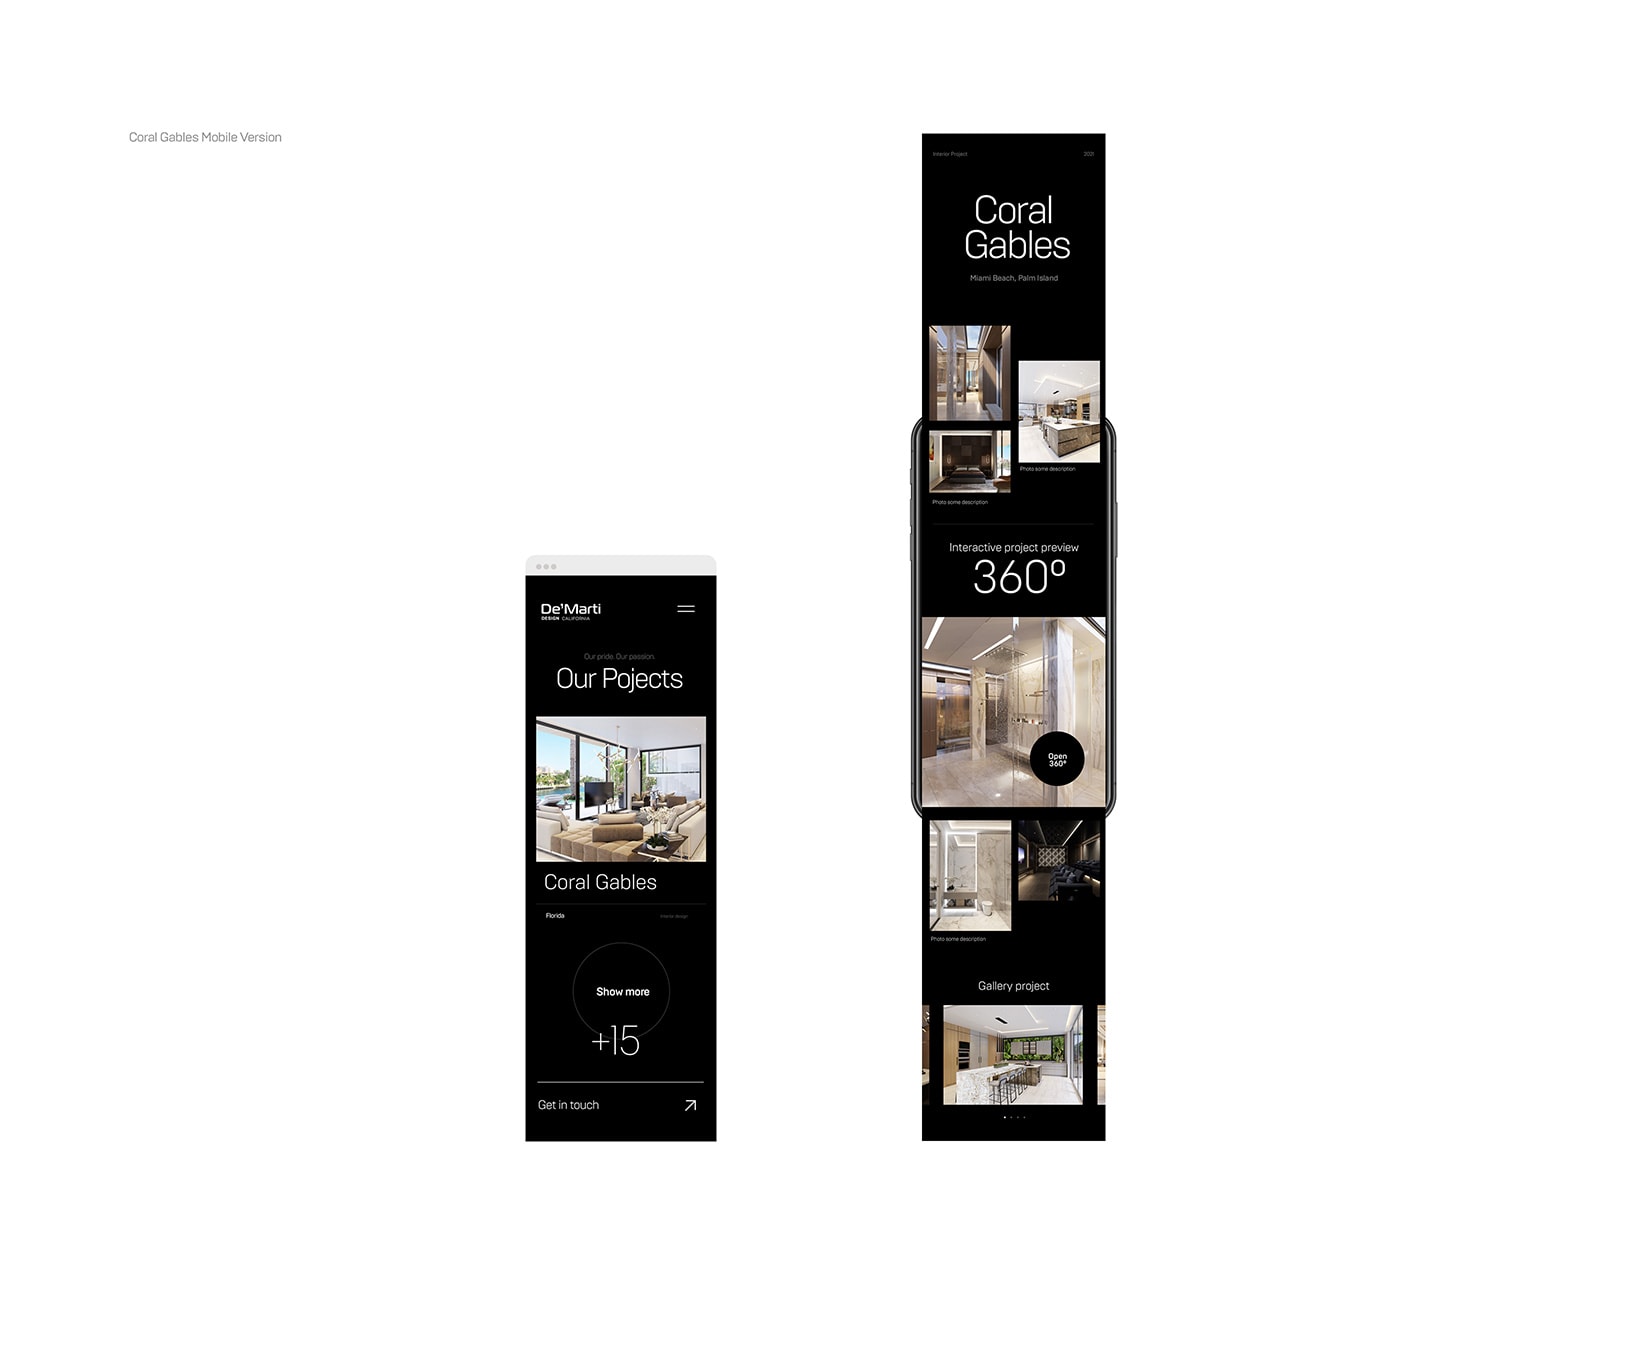 Coral Gables Mobile Version
De'Marti
DESIGN CALIFORNIA
Our pride. Our passion.
Our Pojects
Coral Gables
Florida
Interior design
Show more
+15
Get in touch
Interior Project
2021
Coral
Gables
Miami Beach, Palm Island
Photo some description
Photo some description
Interactive project preview
360º
Open
360º
Photo some description
Gallery project